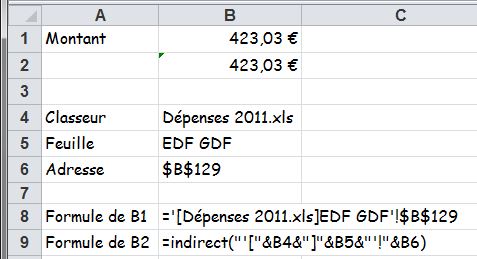 A B C
1 Montant 423,03 €
2 423,03 €
3
4 Classeur Dépenses 2011.xls
5 Feuille EDF GDF
6 Adresse $B$129
7
8 Formule de B1 ='[Dépenses 2011.xls]EDF GDF'!$B$129
9 Formule de B2 =indirect("'["&B4&"]"&B5&"'!"&B6)